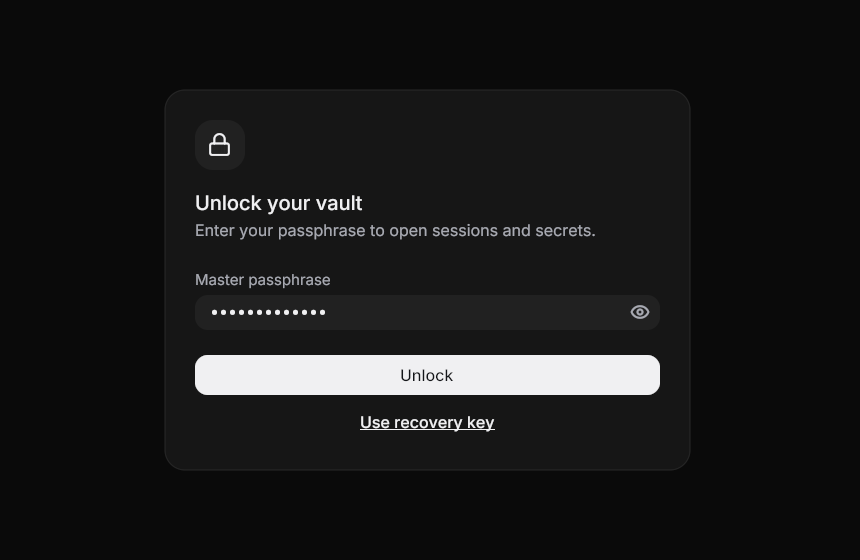 Unlock your vault
Enter your passphrase to open sessions and secrets.
Master passphrase
•••••••••••••
Unlock
Use recovery key